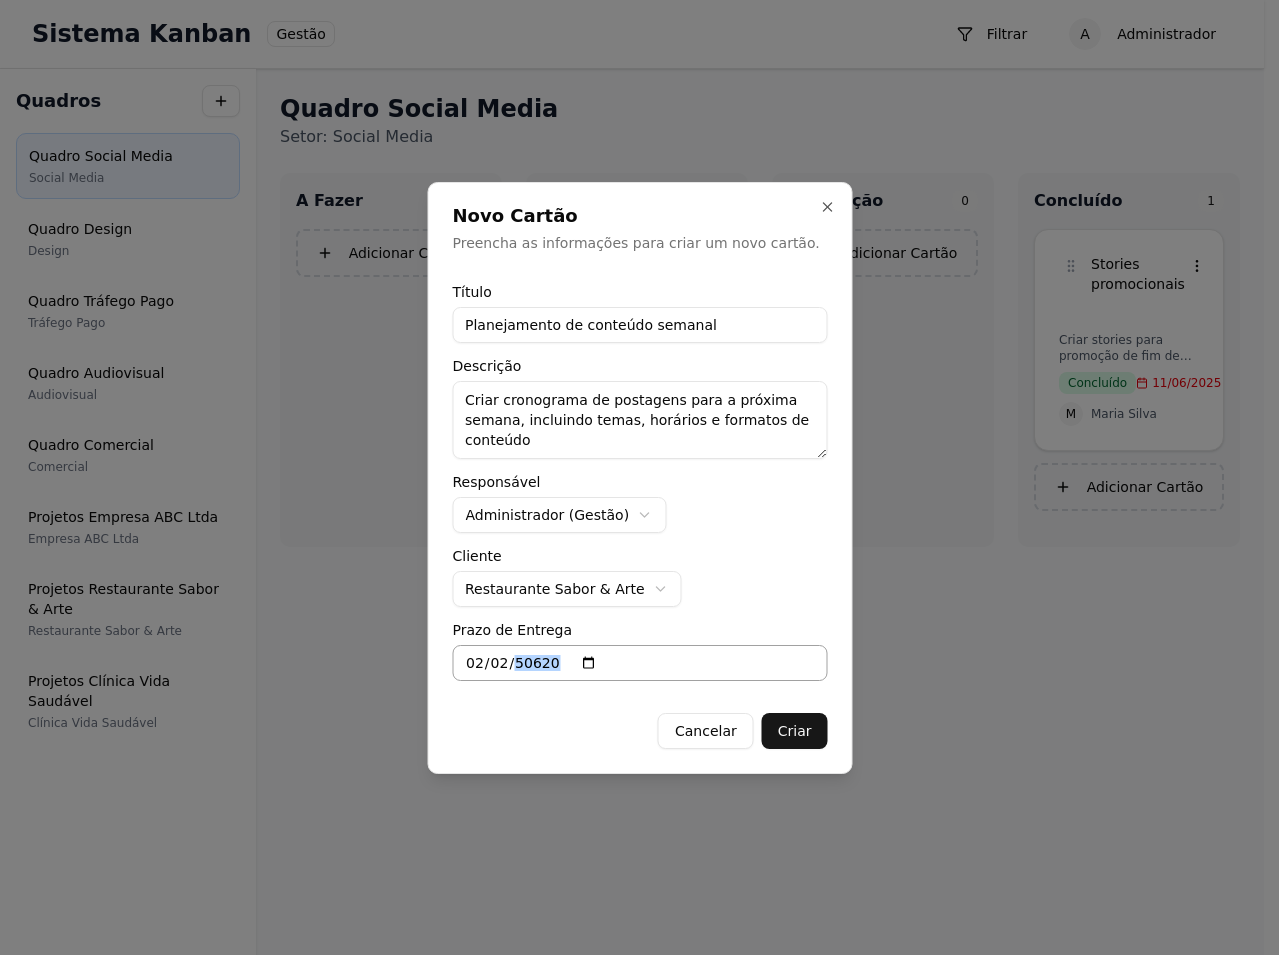 Sistema Kanban
Gestão
Filtrar
A
Administrador
Quadros
Quadro Social Media
Social Media
Quadro Design
Design
Quadro Tráfego Pago
Tráfego Pago
Quadro Audiovisual
Audiovisual
Quadro Comercial
Comercial
Projetos Empresa ABC Ltda
Empresa ABC Ltda
Projetos Restaurante Sabor
& Arte
Restaurante Sabor & Arte
Projetos Clínica Vida
Saudável
Clínica Vida Saudável
Quadro Social Media
Setor: Social Media
A Fazer
Adicionar C
ção
0
dicionar Cartão
Concluído
1
Stories
promocionais
Criar stories para
promoção de fim de...
Concluído
11/06/2025
M
Maria Silva
Adicionar Cartão
Novo Cartão
Preencha as informações para criar um novo cartão.
Título
Planejamento de conteúdo semanal
Descrição
Criar cronograma de postagens para a próxima
semana, incluindo temas, horários e formatos de
conteúdo
Responsável
Administrador (Gestão)
Cliente
Restaurante Sabor & Arte
Prazo de Entrega
02/02/50620
Cancelar
Criar